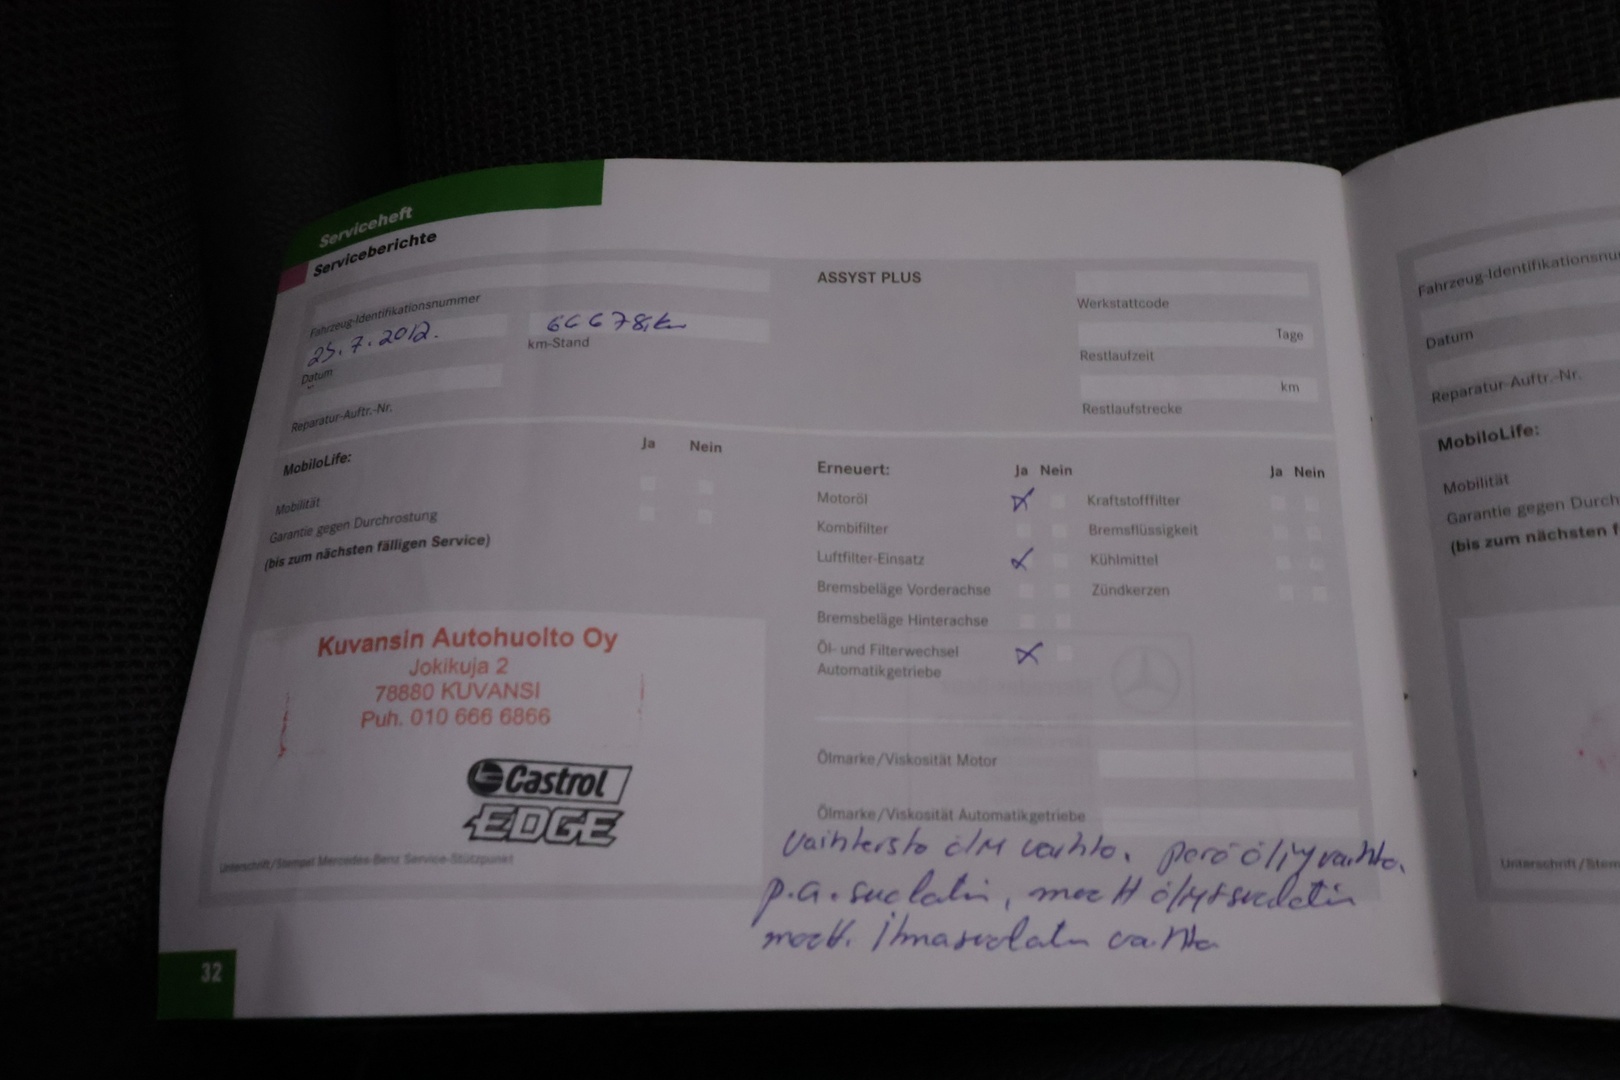 Serviceheft
Serviceberichte
Fahrzeug-Identifikationsnummer
25.7.2012.
66678km
Datum
km-Stand
Reparatur-Auftr.-Nr.
ASSYST PLUS
Werkstattcode
Tage
Restlaufzeit
km
Restlaufstrecke
Ja Nein
MobiloLife:
Mobilität
Garantie gegen Durchrostung
(bis zum nächsten fälligen Service)
Erneuert: Ja Nein Ja Nein
Motoröl Kraftstofffilter
Kombifilter Bremsflüssigkeit
Luftfilter-Einsatz Kühlmittel
Bremsbeläge Vorderachse Zündkerzen
Bremsbeläge Hinterachse
Öl- und Filterwechsel
Automatikgetriebe
Kuvansin Autohuolto Oy
Jokikuja 2
78880 KUVANSI
Puh. 010 666 6866
Castrol
EDGE
Unterschrift/Stempel Mercedes-Benz Service-Stützpunkt
Ölmarke/Viskosität Motor
Ölmarke/Viskosität Automatikgetriebe
vaihto. perä öljy vaihto.
p.a. suodatin,
vaihto
32
Fahrzeug-Identifikationsnu
Datum
Reparatur-Auftr.-Nr.
MobiloLife:
Mobilität
Garantie gegen Durch
(bis zum nächsten f
Unterschrift/Stem